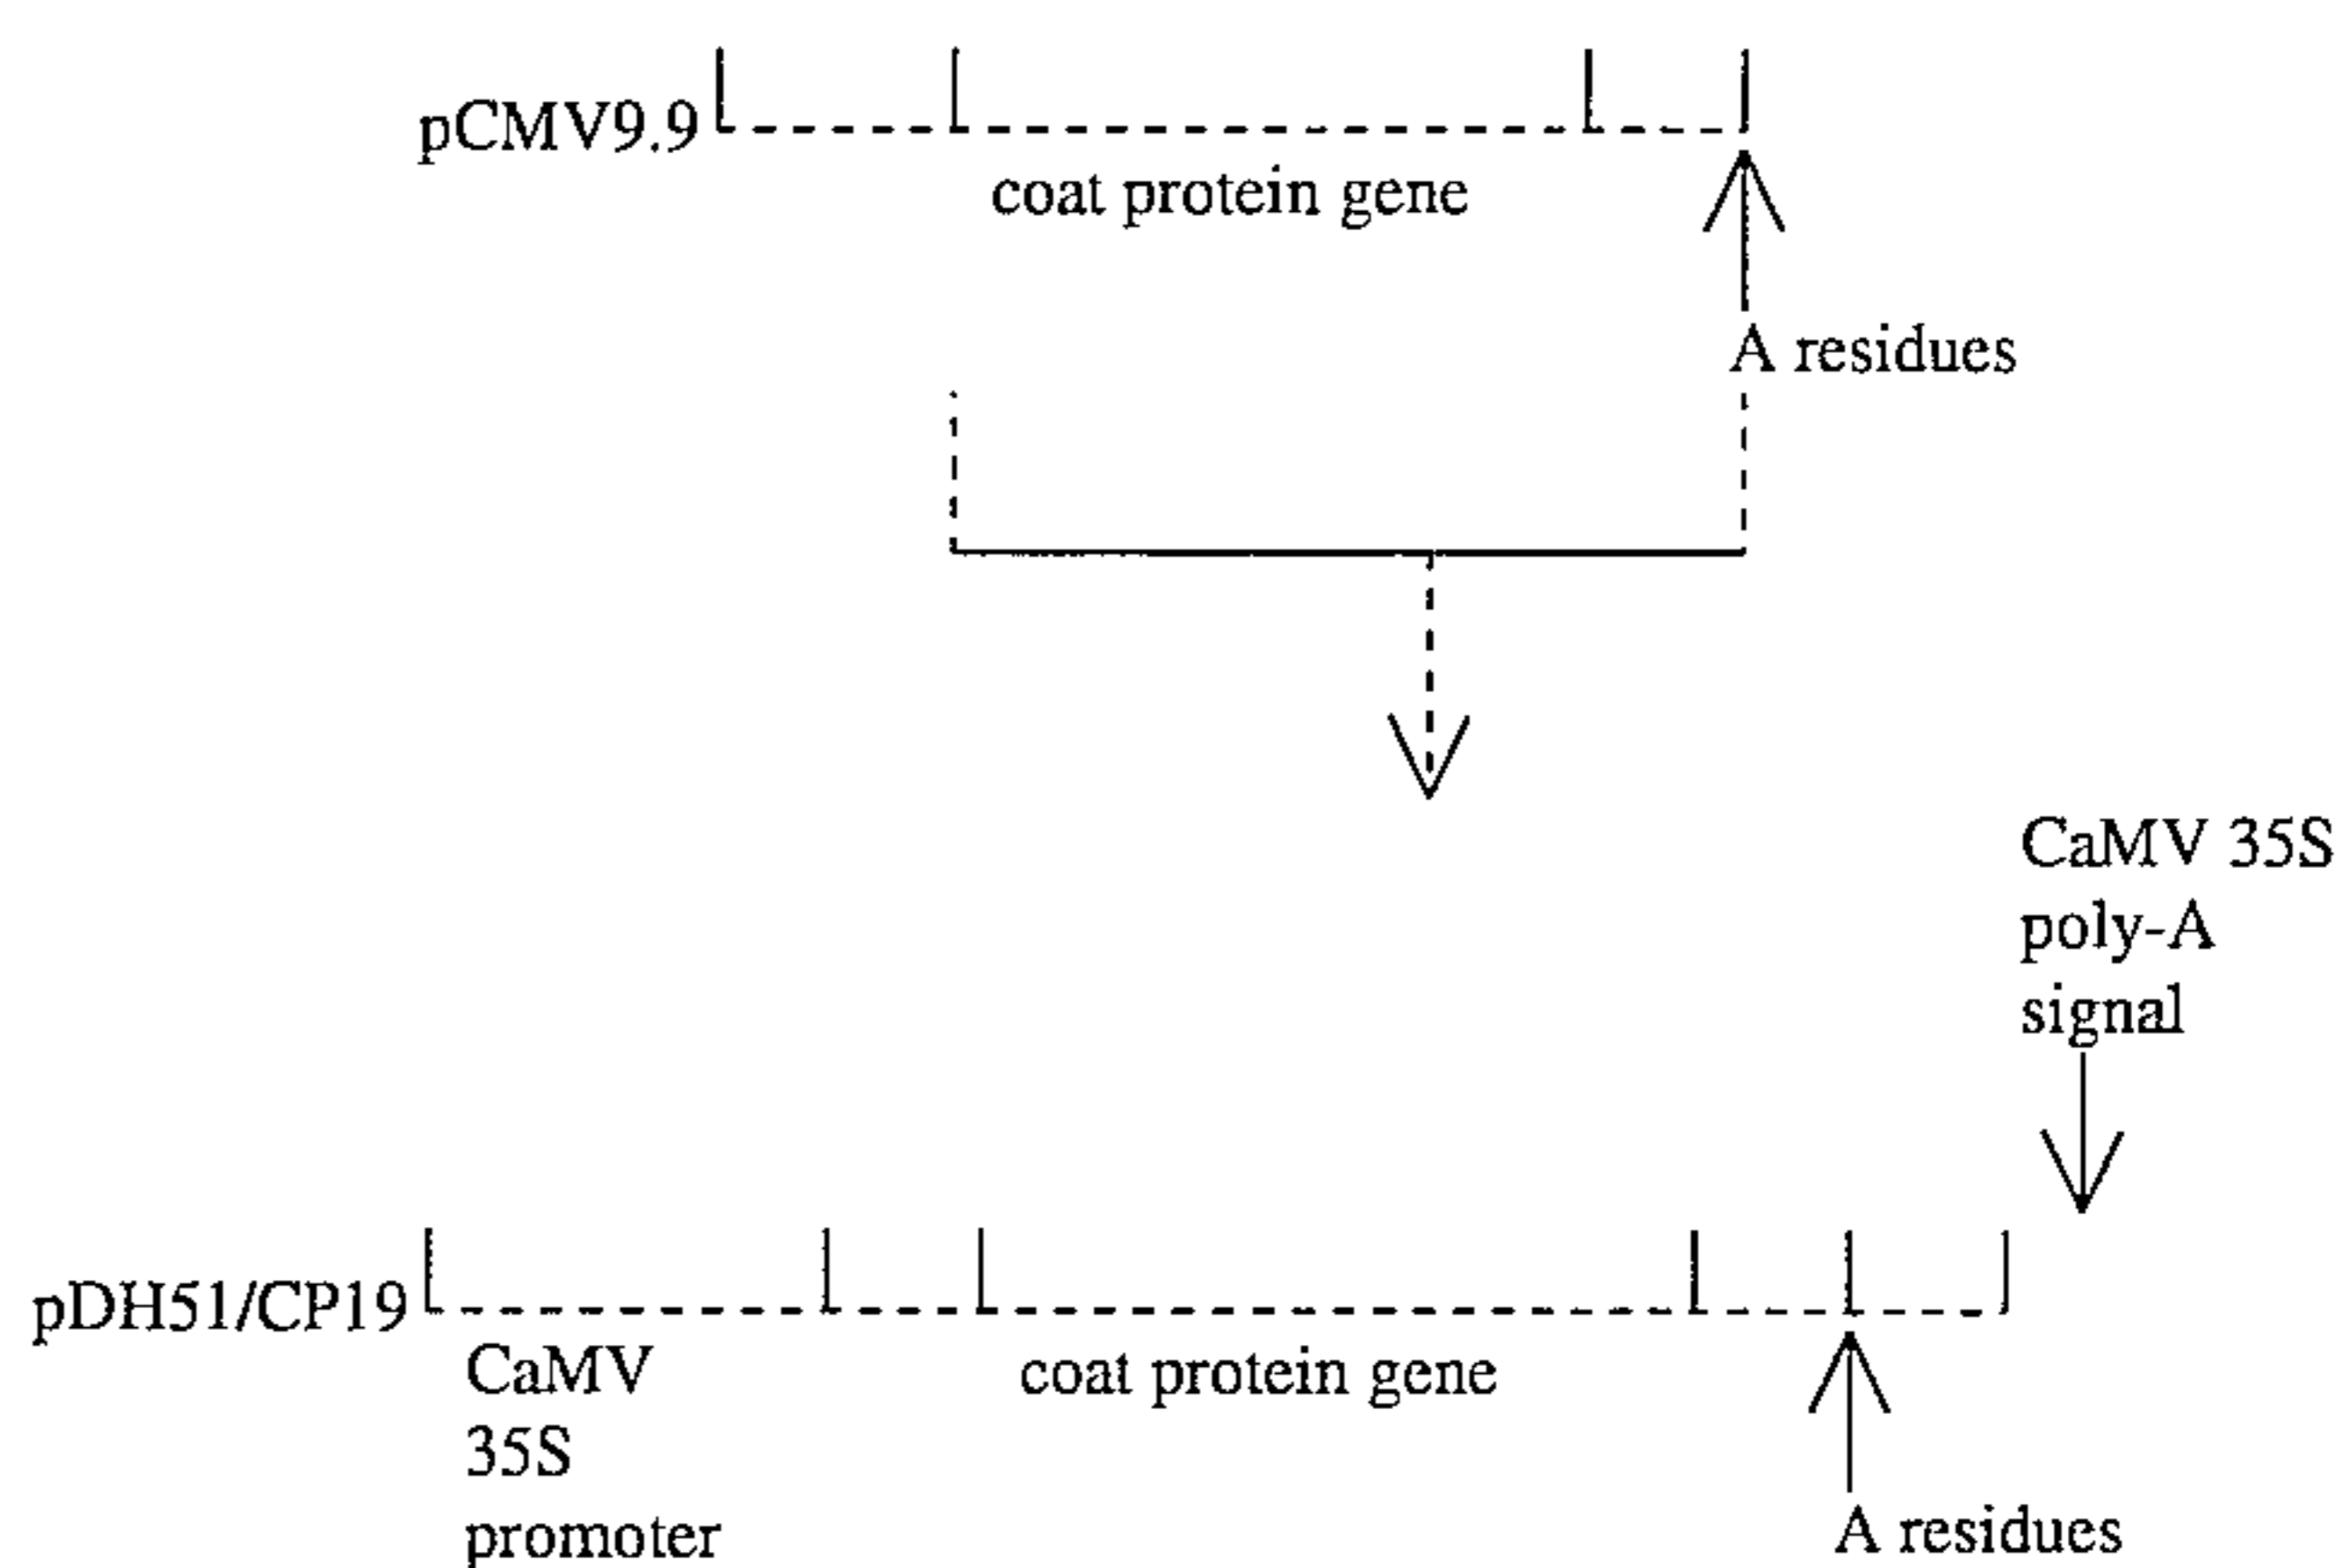 pCMV9.9
coat protein gene
A residues
CaMV 35S
poly-A
signal
pDH51/CP19
CaMV
35S
promoter
coat protein gene
A residues